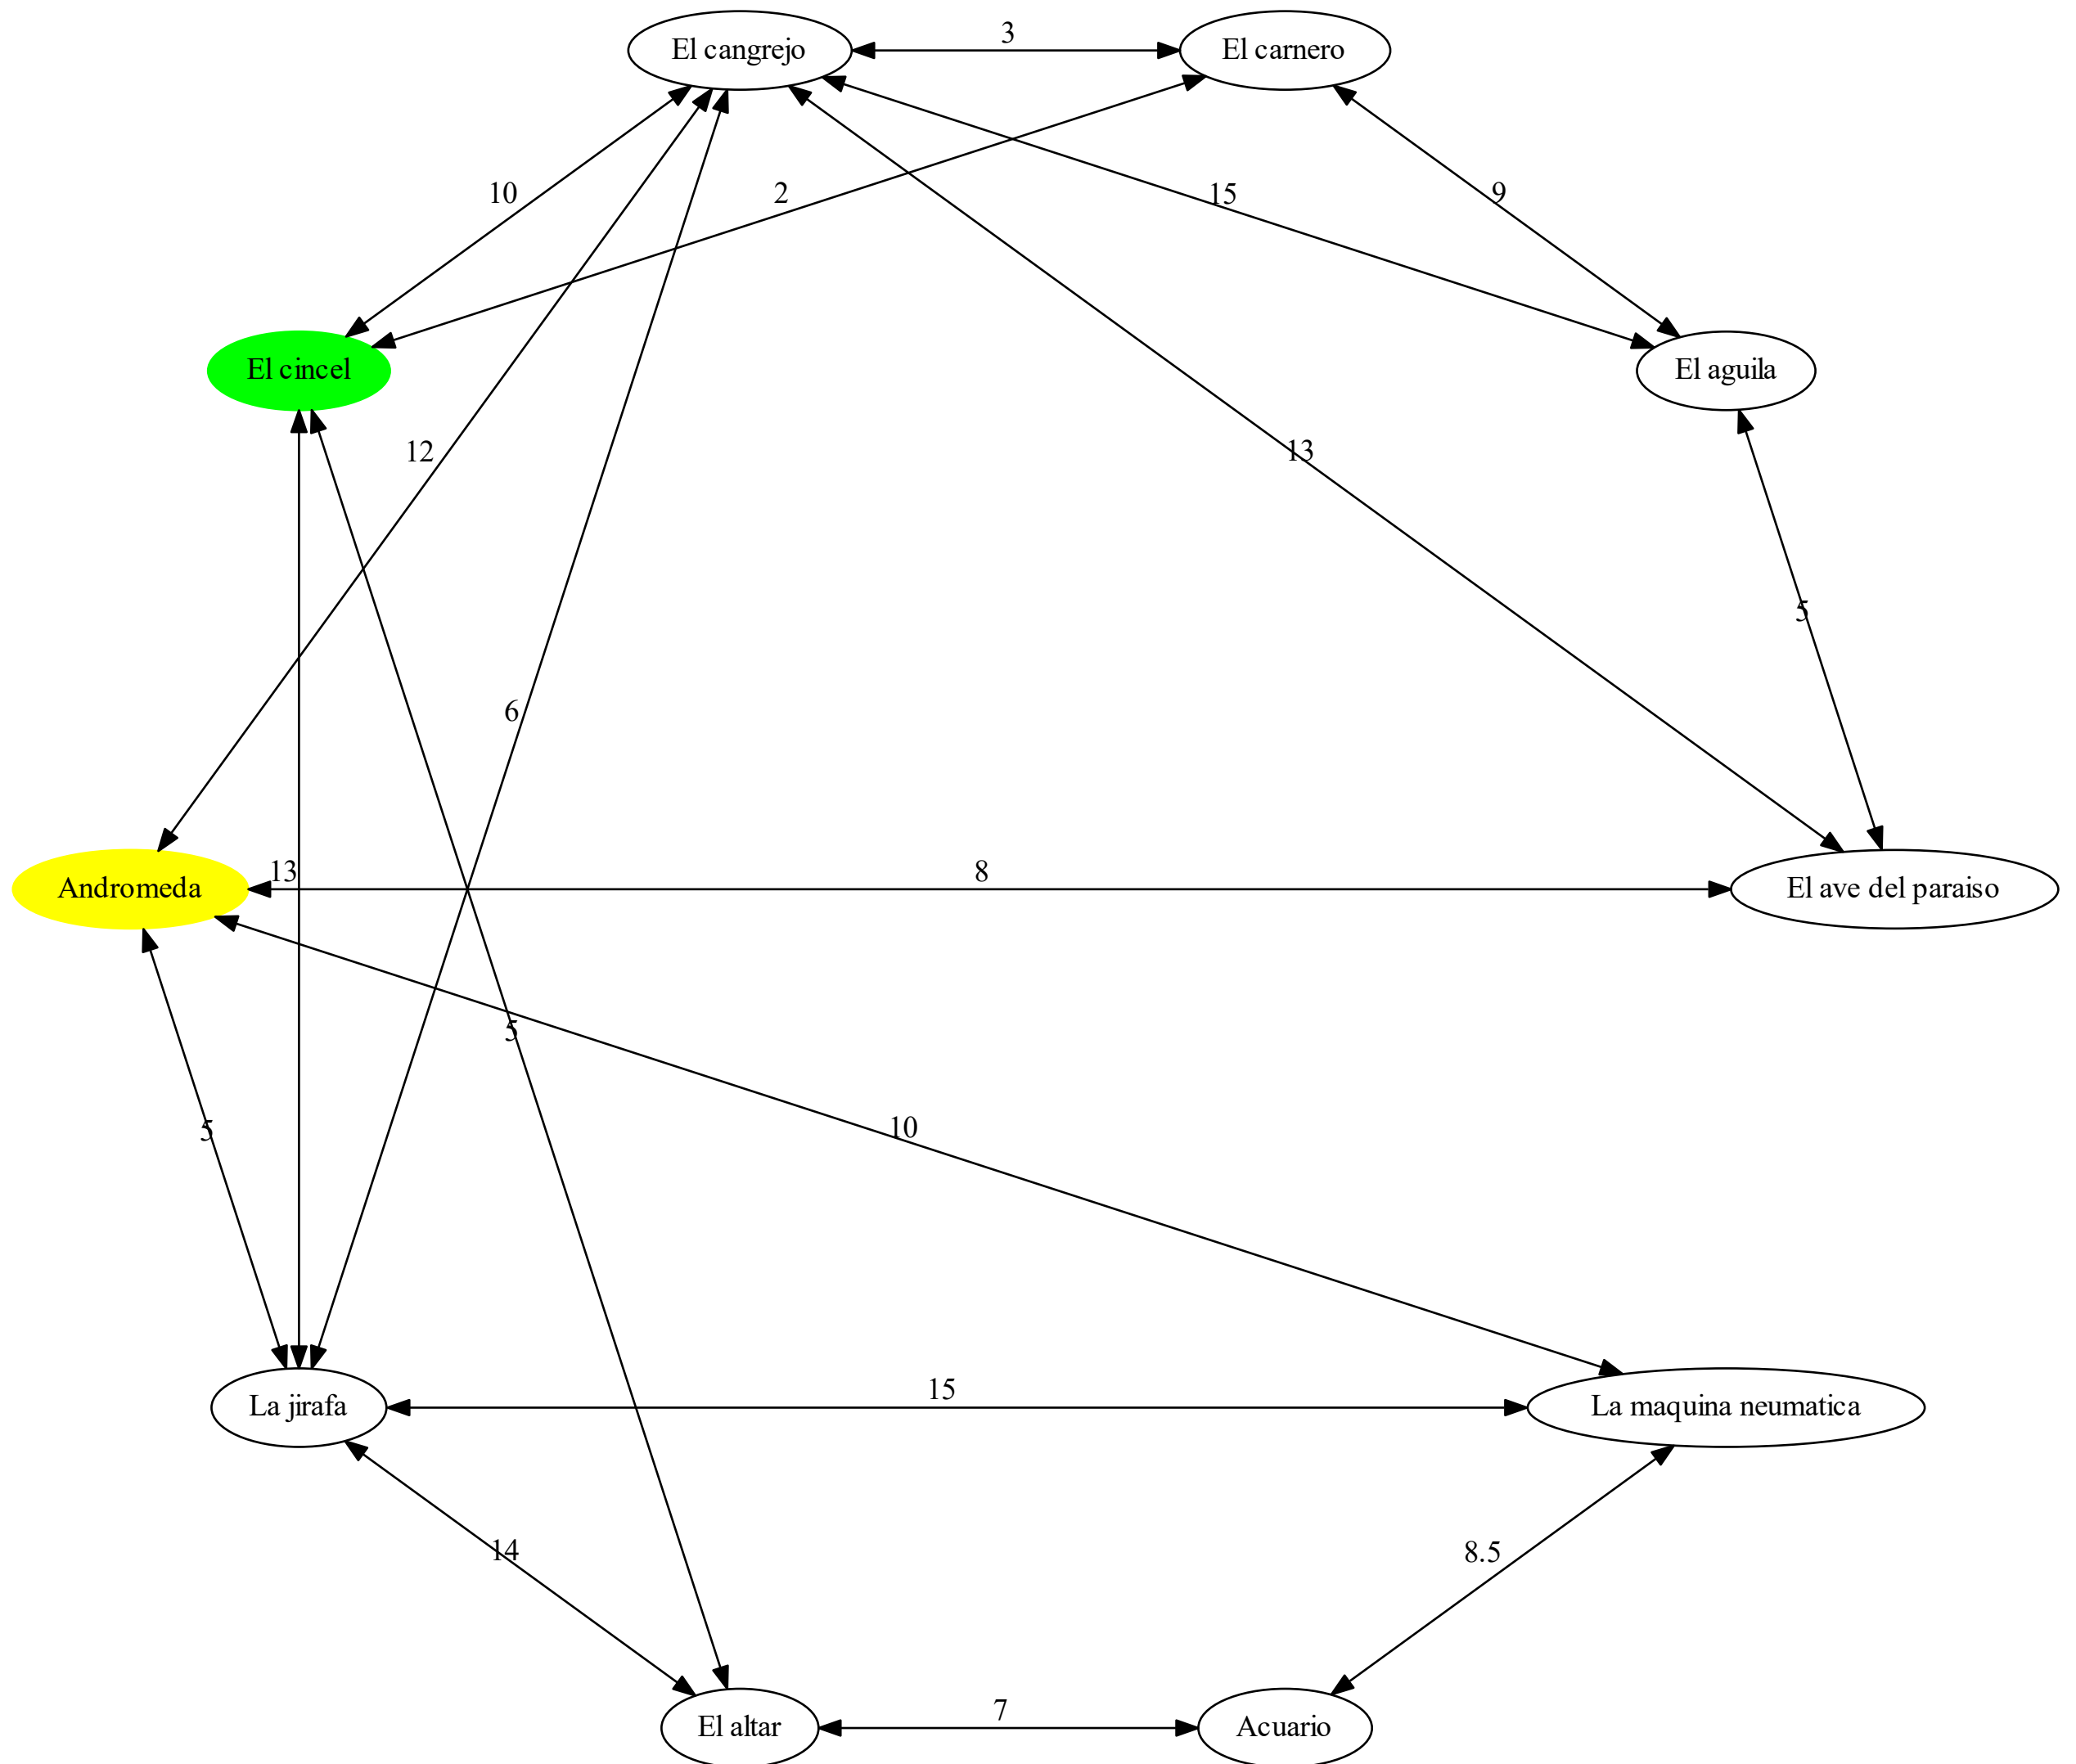 El cangrejo
3
El carnero
10
2
15
9
El cincel
El aguila
12
13
5
6
Andromeda
13
8
El ave del paraiso
5
5
10
La jirafa
15
La maquina neumatica
14
8.5
El altar
7
Acuario